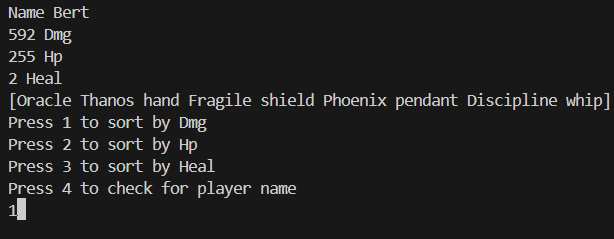 Name Bert
592 Dmg
255 Hp
2 Heal
[Oracle Thanos hand Fragile shield Phoenix pendant Discipline whip]
Press 1 to sort by Dmg
Press 2 to sort by Hp
Press 3 to sort by Heal
Press 4 to check for player name
1